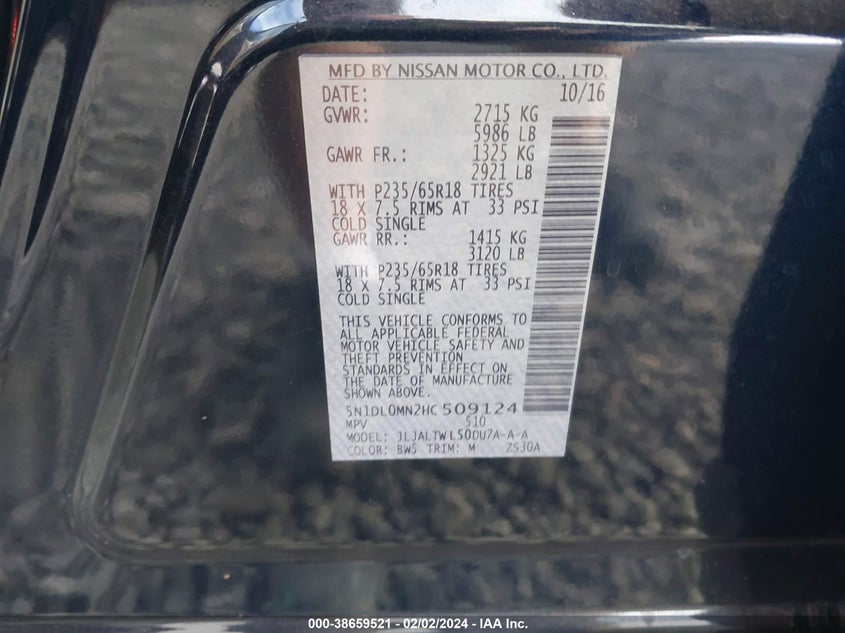 MFD BY NISSAN MOTOR CO., LTD.
DATE: 10/16
GVWR: 2715 KG
5986 LB
GAWR FR.: 1325 KG
2921 LB
WITH P235/65R18 TIRES
18 X 7.5 RIMS AT 33 PSI
COLD SINGLE
GAWR RR.: 1415 KG
3120 LB
WITH P235/65R18 TIRES
18 X 7.5 RIMS AT 33 PSI
COLD SINGLE
THIS VEHICLE CONFORMS TO
ALL APPLICABLE FEDERAL
MOTOR VEHICLE SAFETY AND
THEFT PREVENTION
STANDARDS IN EFFECT ON
THE DATE OF MANUFACTURE
SHOWN ABOVE.
5N1DL0MN2HC509124
MPV 510
MODEL: JLJALTWL50DU7A-A-A
COLOR: BW5 TRIM: M ZS30A
000-38659521 - 02/02/2024 - IAA Inc.